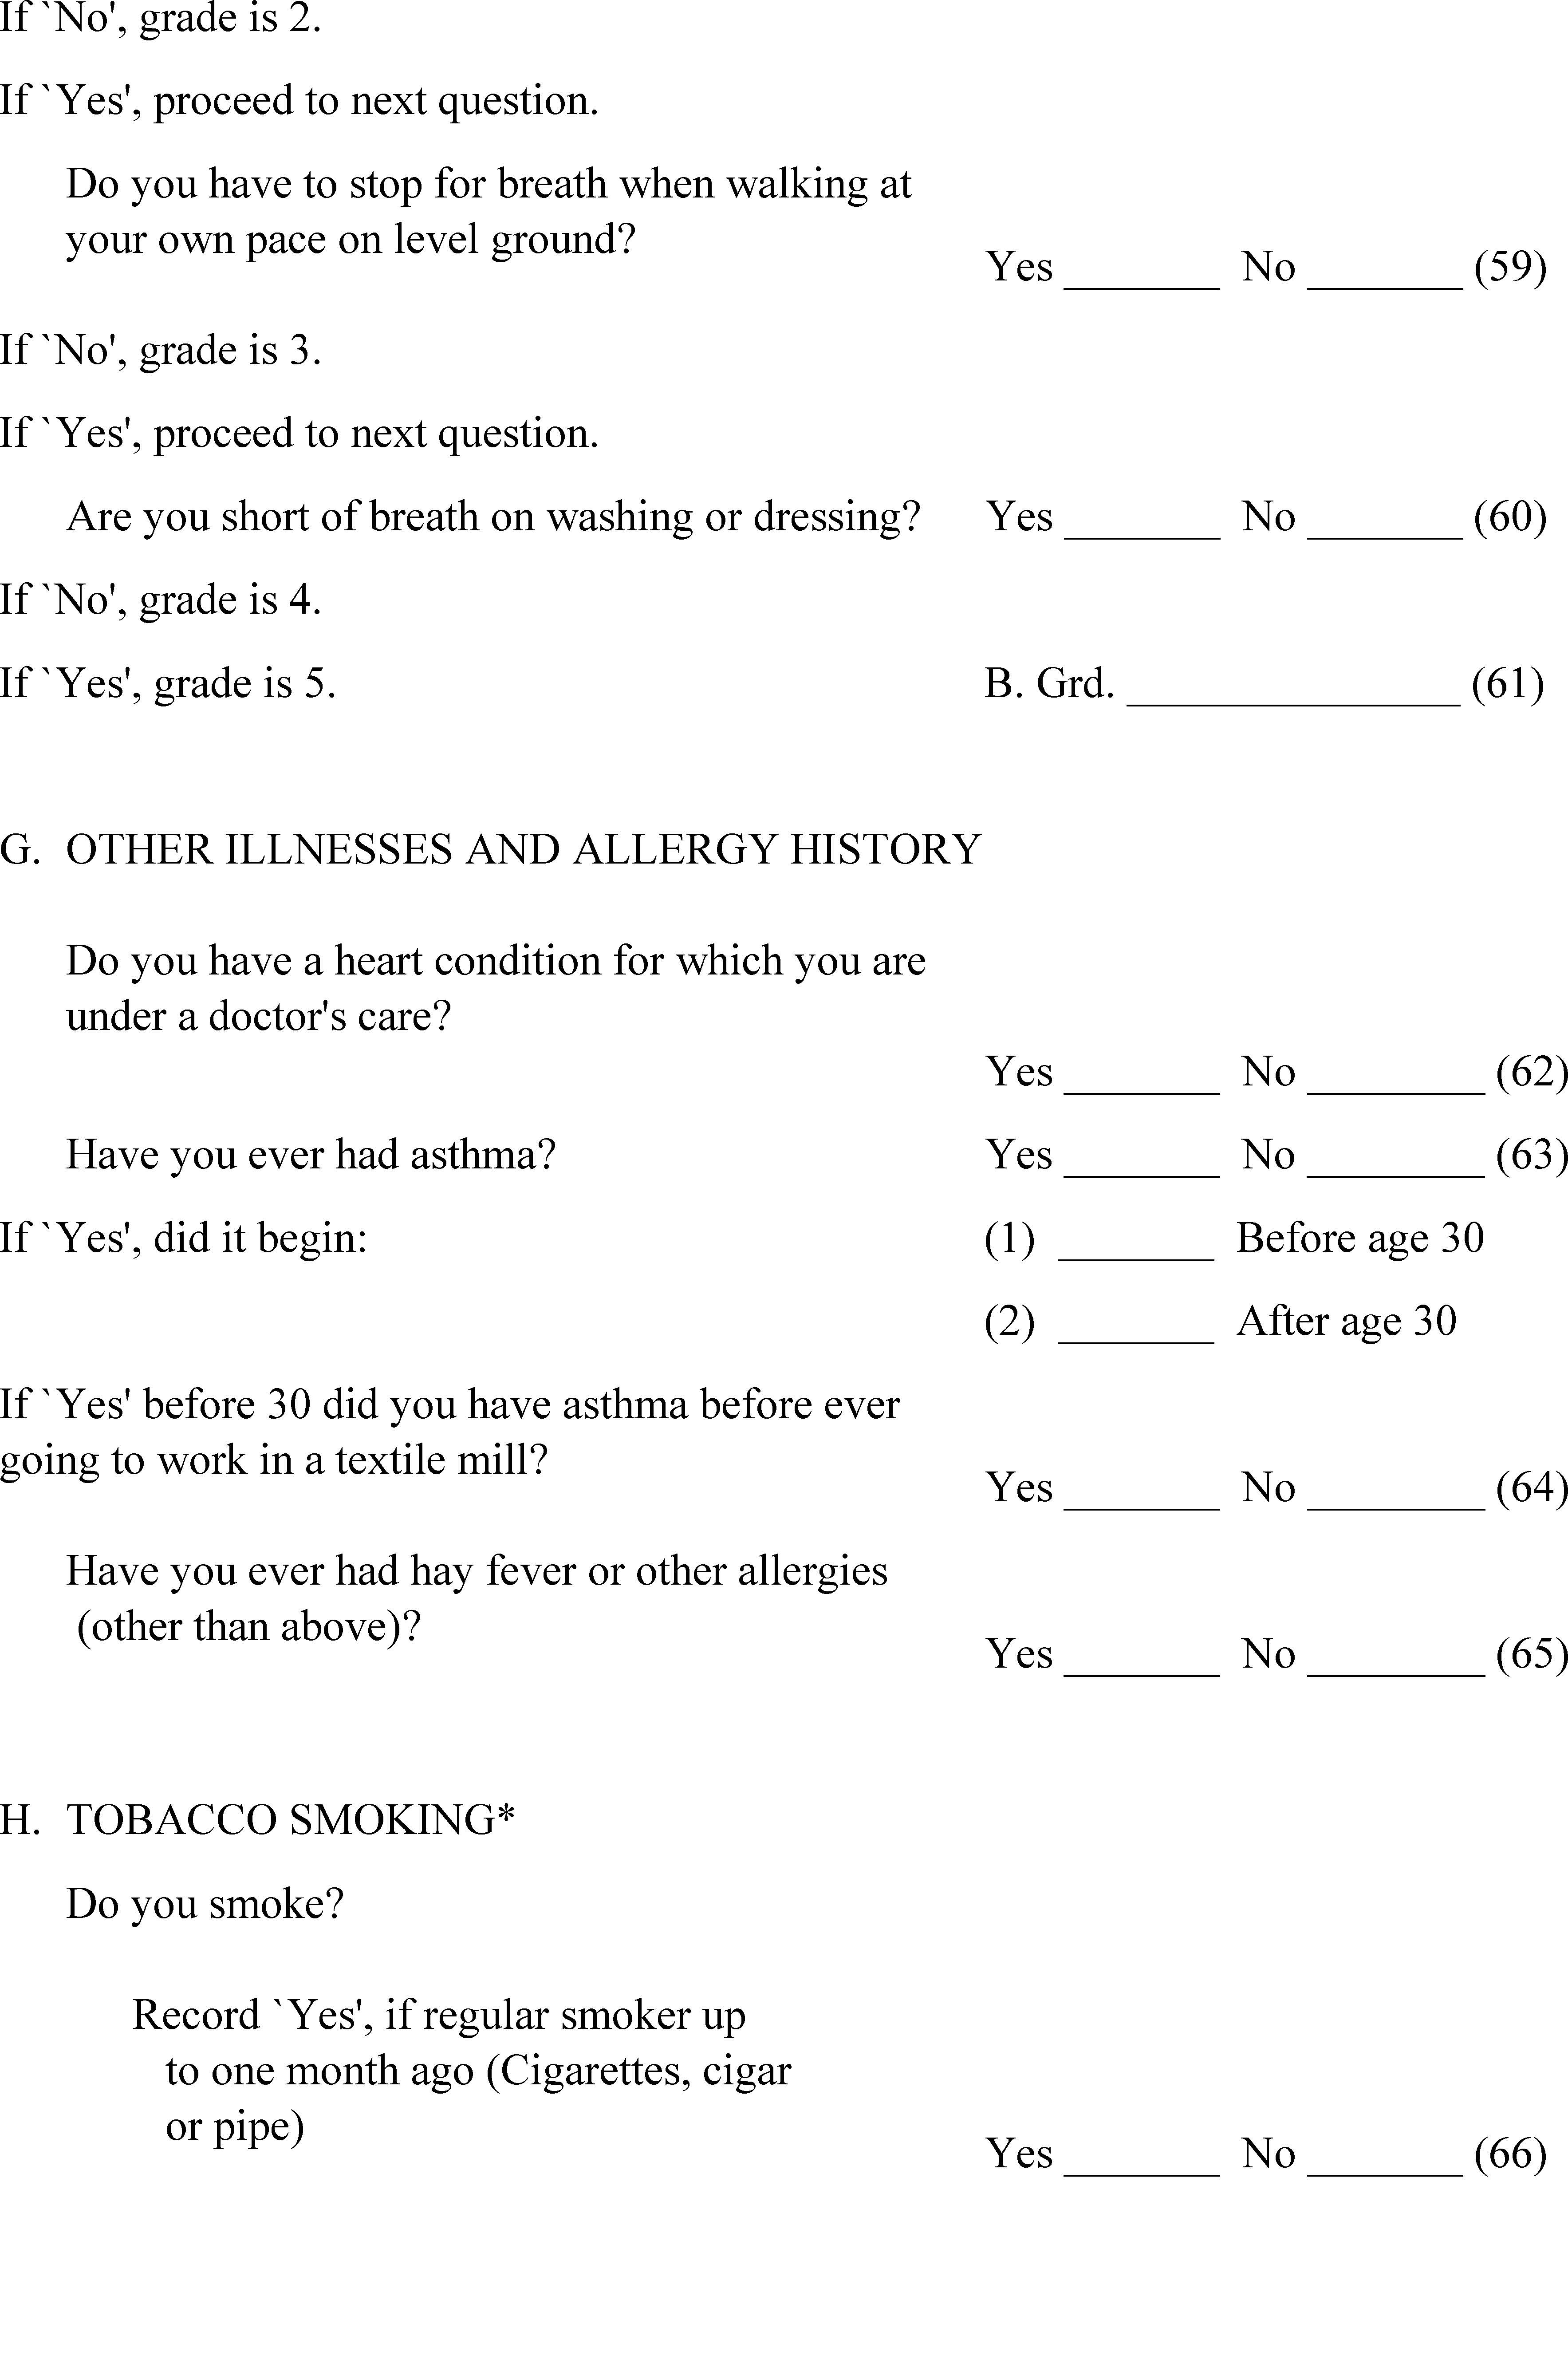 If `No', grade is 2.
If `Yes', proceed to next question.
Do you have to stop for breath when walking at
your own pace on level ground?
Yes _______ No _______ (59)
If `No', grade is 3.
If `Yes', proceed to next question.
Are you short of breath on washing or dressing? Yes _______ No _______ (60)
If `No', grade is 4.
If `Yes', grade is 5. B. Grd. _______________ (61)
G. OTHER ILLNESSES AND ALLERGY HISTORY
Do you have a heart condition for which you are
under a doctor's care?
Yes _______ No ________ (62)
Have you ever had asthma? Yes _______ No ________ (63)
If `Yes', did it begin: (1) _______ Before age 30
(2) _______ After age 30
If `Yes' before 30 did you have asthma before ever
going to work in a textile mill?
Yes _______ No ________ (64)
Have you ever had hay fever or other allergies
(other than above)?
Yes _______ No ________ (65)
H. TOBACCO SMOKING*
Do you smoke?
Record `Yes', if regular smoker up
to one month ago (Cigarettes, cigar
or pipe)
Yes _______ No _______ (66)